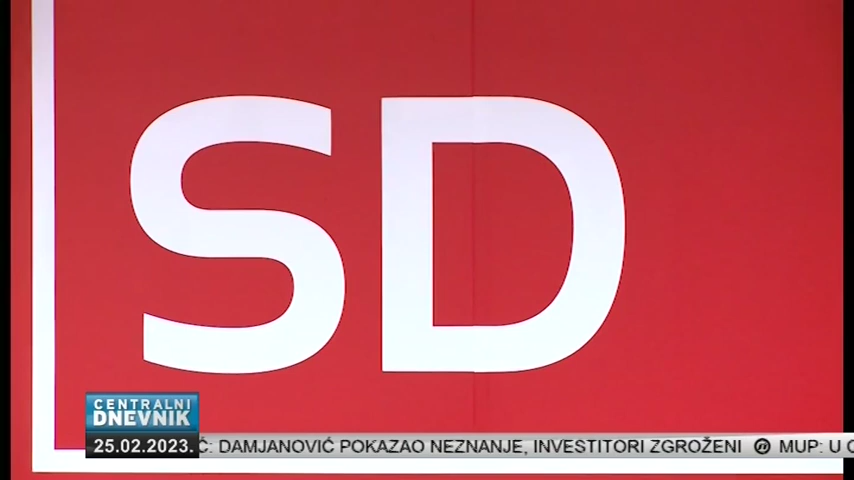 SD
CENTRALNI
DNEVNIK
25.02.2023. Ć: DAMJANOVIĆ POKAZAO NEZNANJE, INVESTITORI ZGROŽENI MUP: U